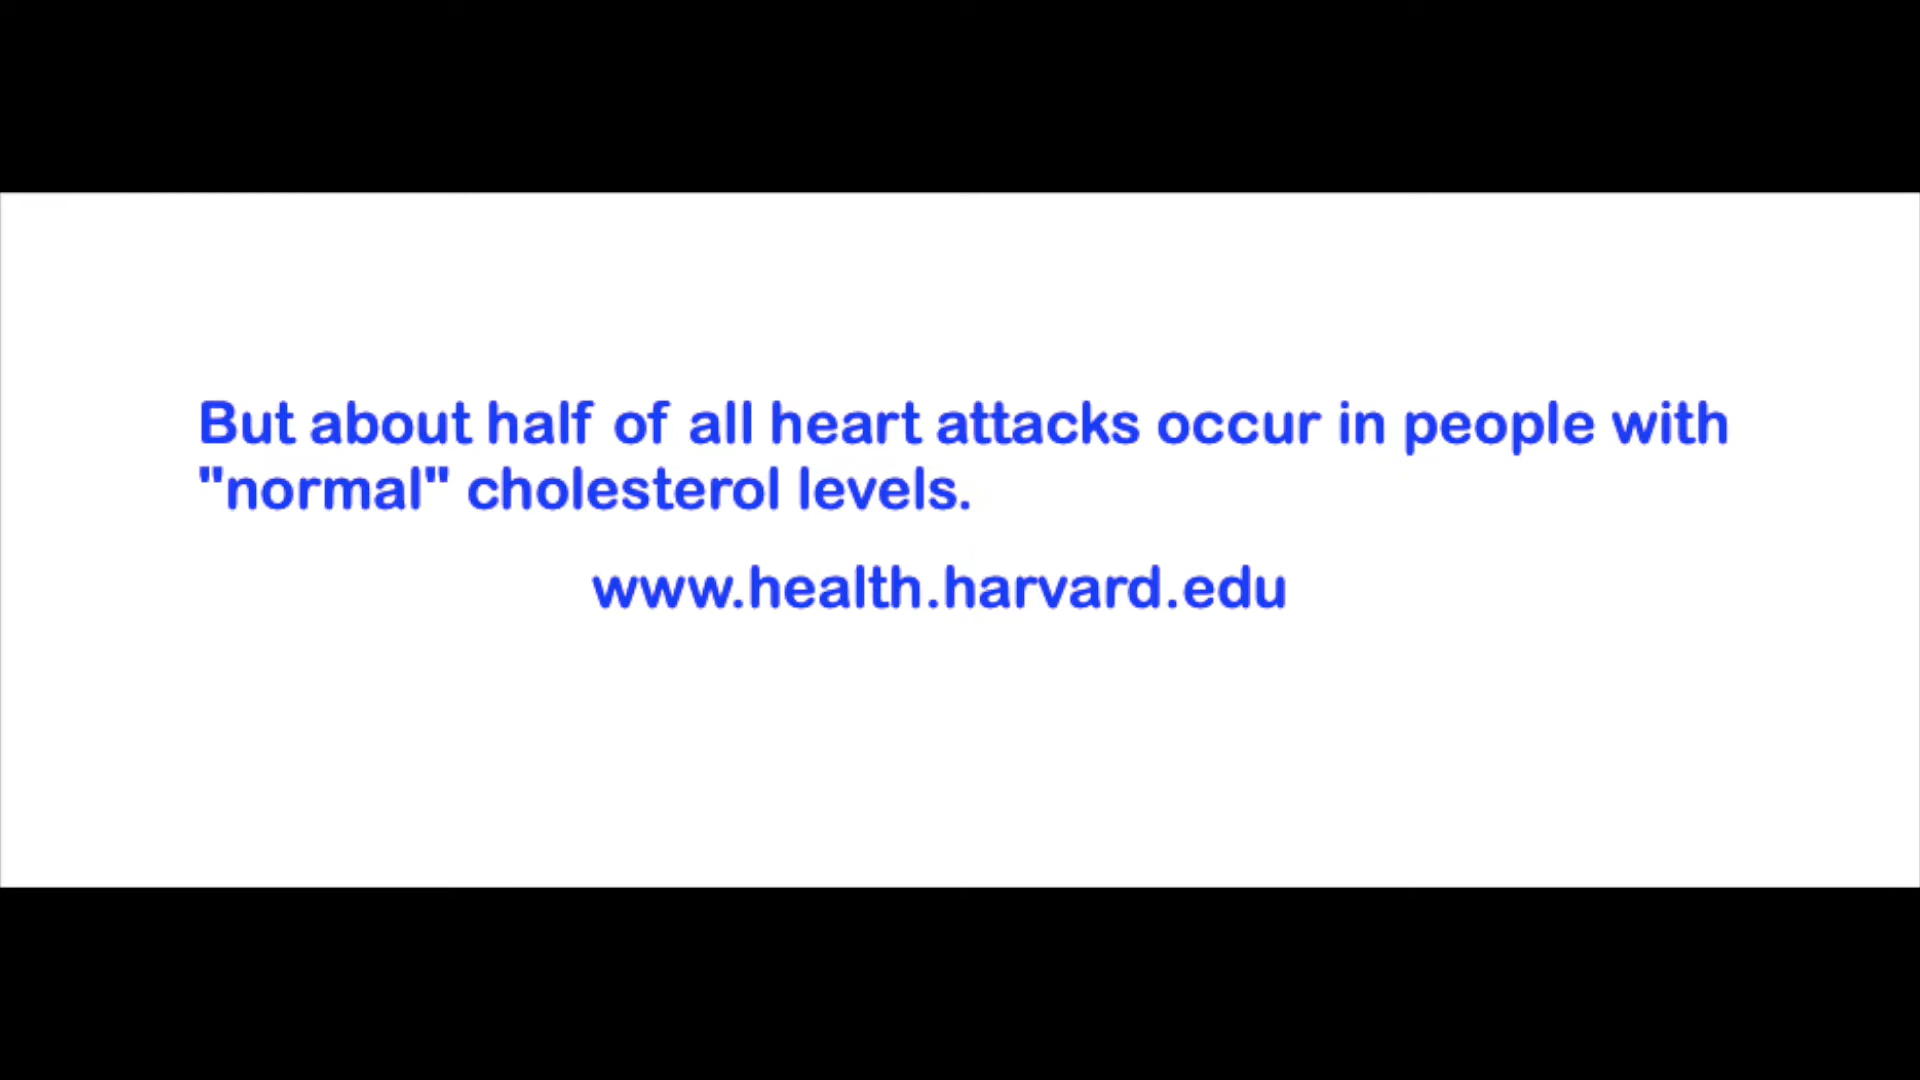 But about half of all heart attacks occur in people with
"normal" cholesterol levels.
www.health.harvard.edu